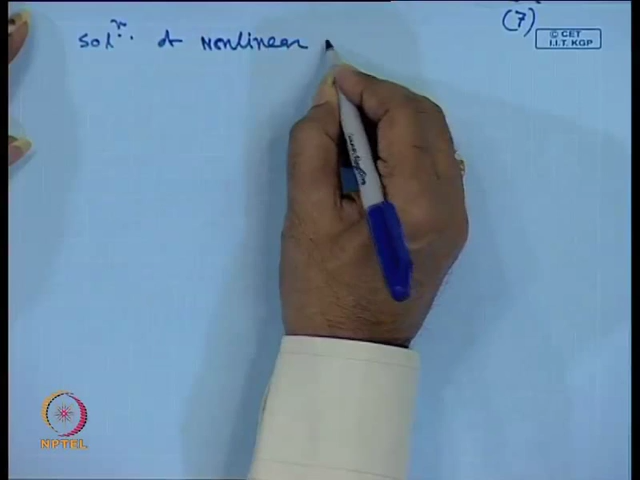 (7)
© CET
I.I.T. KGP
Solⁿ. of Nonlinear
NPTEL